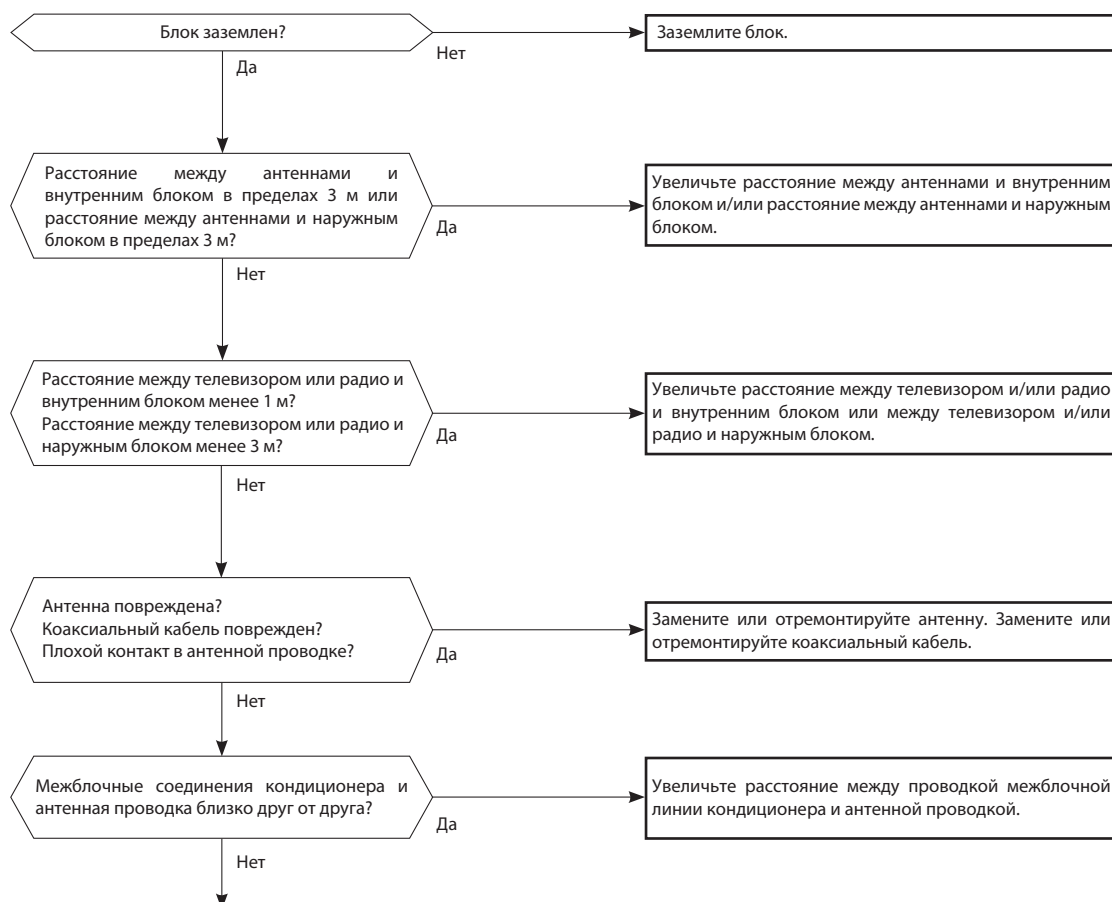 Блок заземлен?
Нет
Заземлите блок.
Да
Расстояние между антеннами и
внутренним блоком в пределах 3 м или
расстояние между антеннами и наружным
блоком в пределах 3 м?
Да
Увеличьте расстояние между антеннами и внутренним
блоком и/или расстояние между антеннами и наружным
блоком.
Нет
Расстояние между телевизором или радио и
внутренним блоком менее 1 м?
Расстояние между телевизором или радио и
наружным блоком менее 3 м?
Да
Увеличьте расстояние между телевизором и/или радио
и внутренним блоком или между телевизором и/или
радио и наружным блоком.
Нет
Антенна повреждена?
Коаксиальный кабель поврежден?
Плохой контакт в антенной проводке?
Да
Замените или отремонтируйте антенну. Замените или
отремонтируйте коаксиальный кабель.
Нет
Межблочные соединения кондиционера и
антенная проводка близко друг от друга?
Да
Увеличьте расстояние между проводкой межблочной
линии кондиционера и антенной проводкой.
Нет